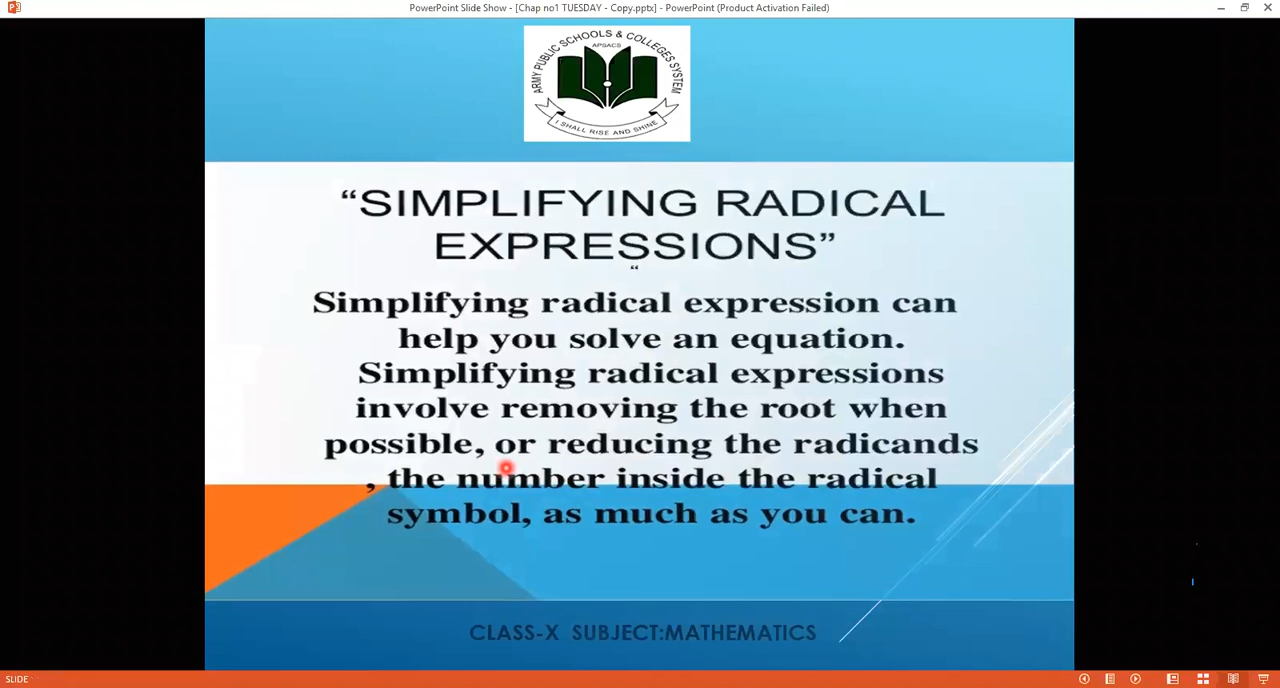 PowerPoint Slide Show - [Chap no1 TUESDAY - Copy.pptx] - PowerPoint (Product Activation Failed)
ARMY PUBLIC SCHOOLS & COLLEGES SYSTEM
APSACS
I SHALL RISE AND SHINE
“SIMPLIFYING RADICAL
EXPRESSIONS”
“
Simplifying radical expression can
help you solve an equation.
Simplifying radical expressions
involve removing the root when
possible, or reducing the radicands
, the number inside the radical
symbol, as much as you can.
CLASS-X SUBJECT:MATHEMATICS
SLIDE